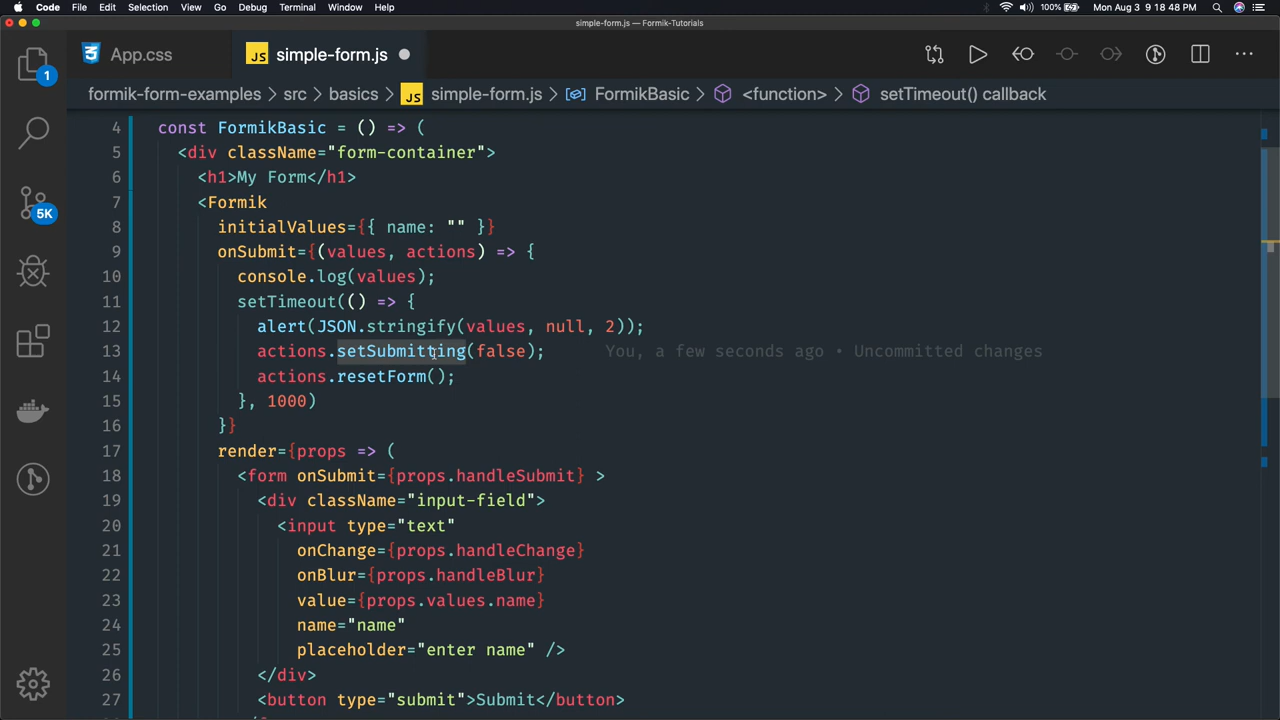 Code File Edit Selection View Go Debug Terminal Window Help 100% Mon Aug 3 9:18:48 PM
simple-form.js — Formik-Tutorials
App.css JS simple-form.js
formik-form-examples > src > basics > JS simple-form.js > FormikBasic > <function> > setTimeout() callback
1
5K
4 const FormikBasic = () => (
5 <div className="form-container">
6 <h1>My Form</h1>
7 <Formik
8 initialValues={{ name: "" }}
9 onSubmit={(values, actions) => {
10 console.log(values);
11 setTimeout(() => {
12 alert(JSON.stringify(values, null, 2));
13 actions.setSubmitting(false); You, a few seconds ago • Uncommitted changes
14 actions.resetForm();
15 }, 1000)
16 }}
17 render={props => (
18 <form onSubmit={props.handleSubmit} >
19 <div className="input-field">
20 <input type="text"
21 onChange={props.handleChange}
22 onBlur={props.handleBlur}
23 value={props.values.name}
24 name="name"
25 placeholder="enter name" />
26 </div>
27 <button type="submit">Submit</button>